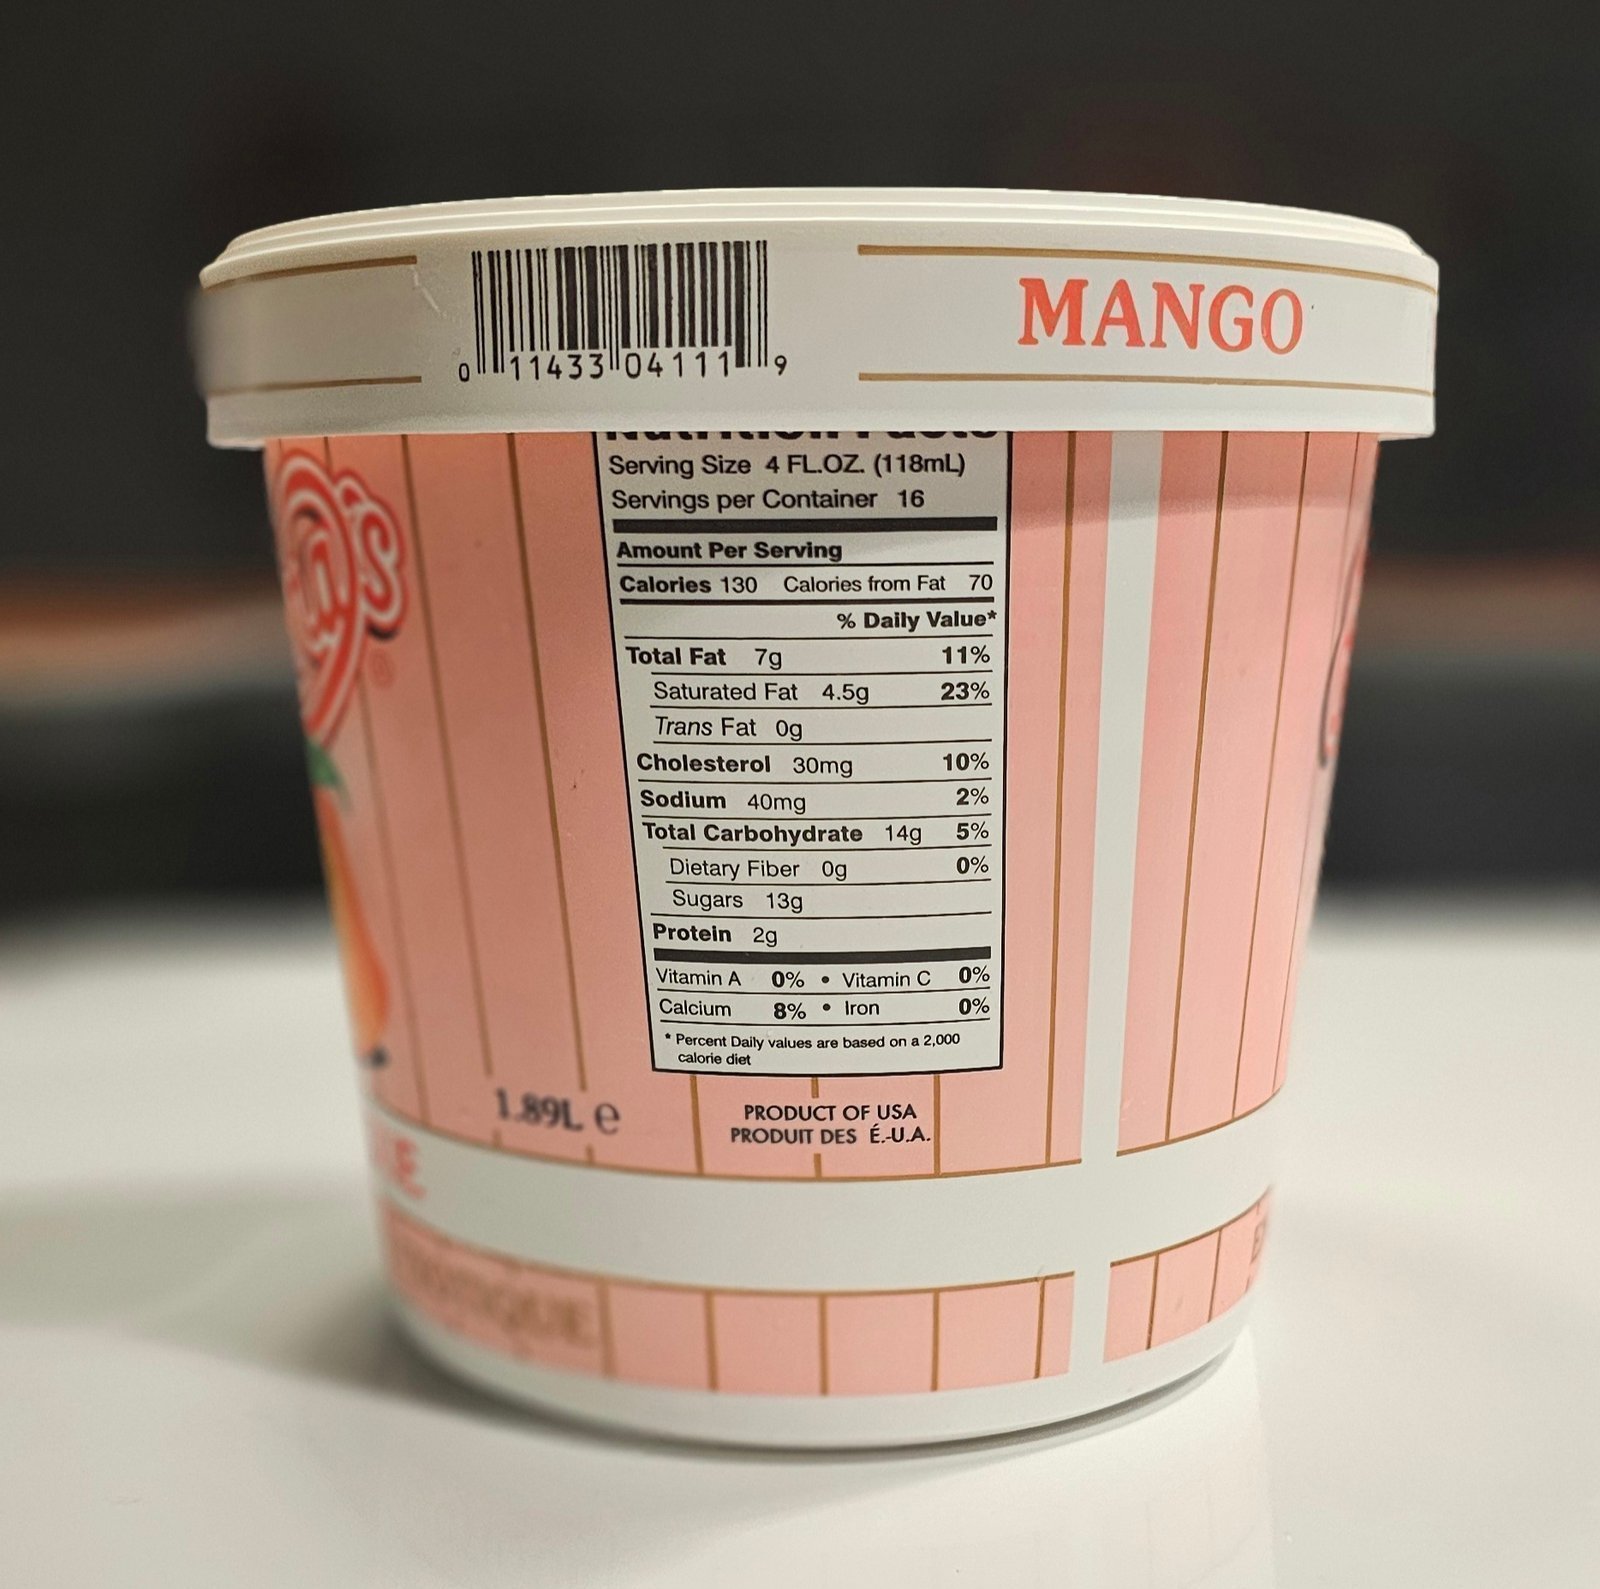 0 11433 04111 9
MANGO
Nutrition Facts
Serving Size 4 FL.OZ. (118mL)
Servings per Container 16
Amount Per Serving
Calories 130 Calories from Fat 70
% Daily Value*
Total Fat 7g 11%
Saturated Fat 4.5g 23%
Trans Fat 0g
Cholesterol 30mg 10%
Sodium 40mg 2%
Total Carbohydrate 14g 5%
Dietary Fiber 0g 0%
Sugars 13g
Protein 2g
Vitamin A 0% • Vitamin C 0%
Calcium 8% • Iron 0%
* Percent Daily values are based on a 2,000
calorie diet
1.89L e
PRODUCT OF USA
PRODUIT DES É.-U.A.